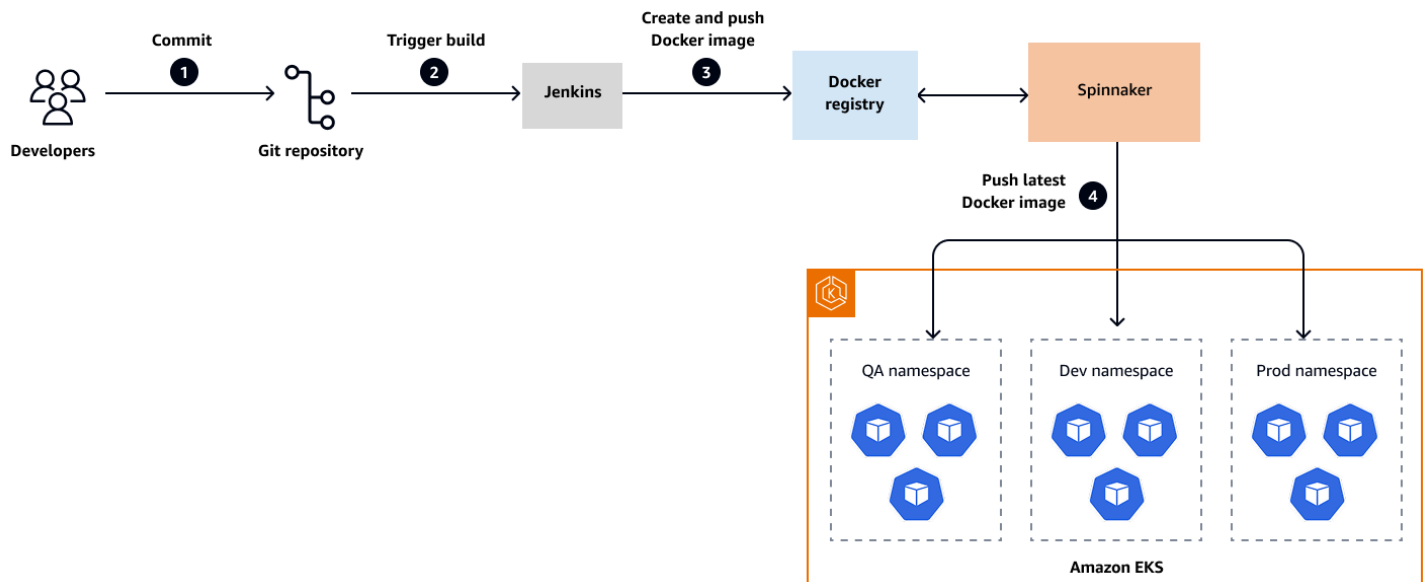 Commit
1
Developers
Git repository
Trigger build
2
Jenkins
Create and push
Docker image
3
Docker
registry
Spinnaker
Push latest
Docker image
4
K
QA namespace
Dev namespace
Prod namespace
Amazon EKS